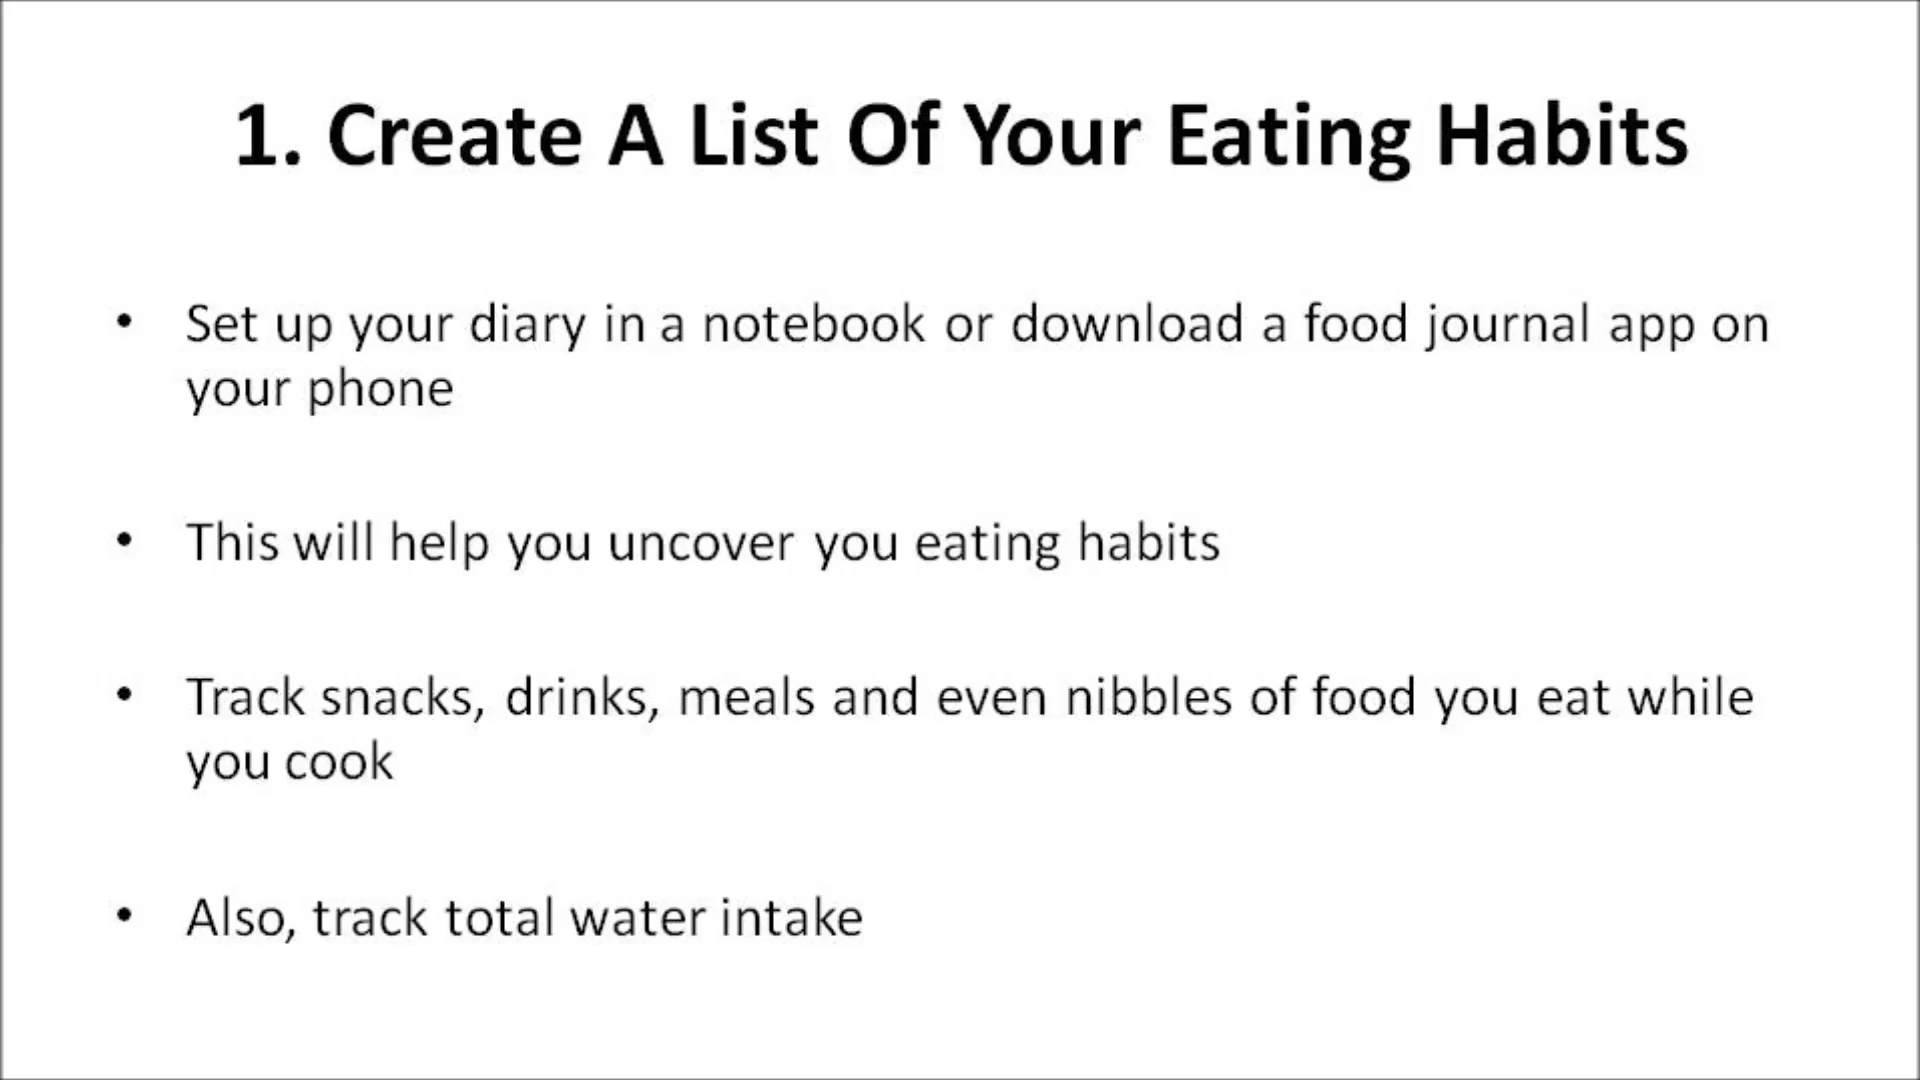 1. Create A List Of Your Eating Habits
• Set up your diary in a notebook or download a food journal app on
your phone
• This will help you uncover you eating habits
• Track snacks, drinks, meals and even nibbles of food you eat while
you cook
• Also, track total water intake